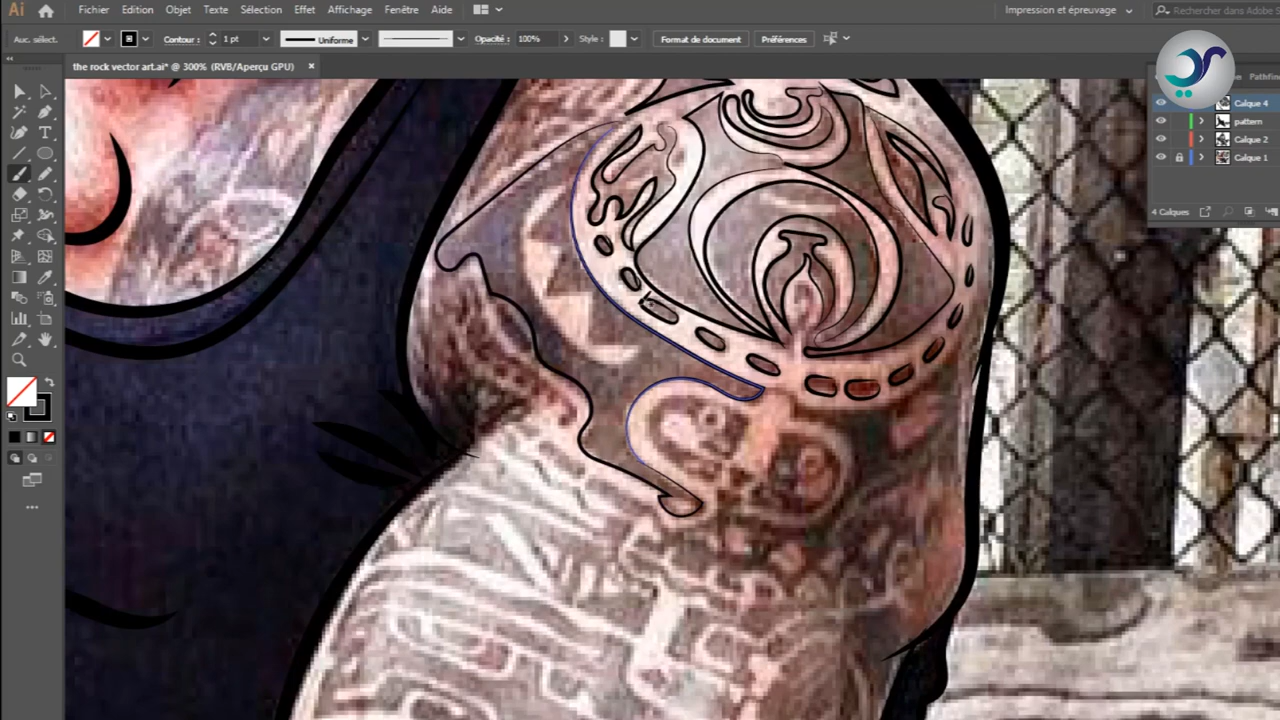 Ai Fichier Edition Objet Texte Sélection Effet Affichage Fenêtre Aide Impression et épreuvage Rechercher dans Adobe S
Auc. sélect. Contour : 1 pt Uniforme Opacité : 100% Style : Format de document Préférences
the rock vector art.ai* @ 300% (RVB/Aperçu GPU) ×
Pathfin
Calque 4
pattern
Calque 2
Calque 1
4 Calques